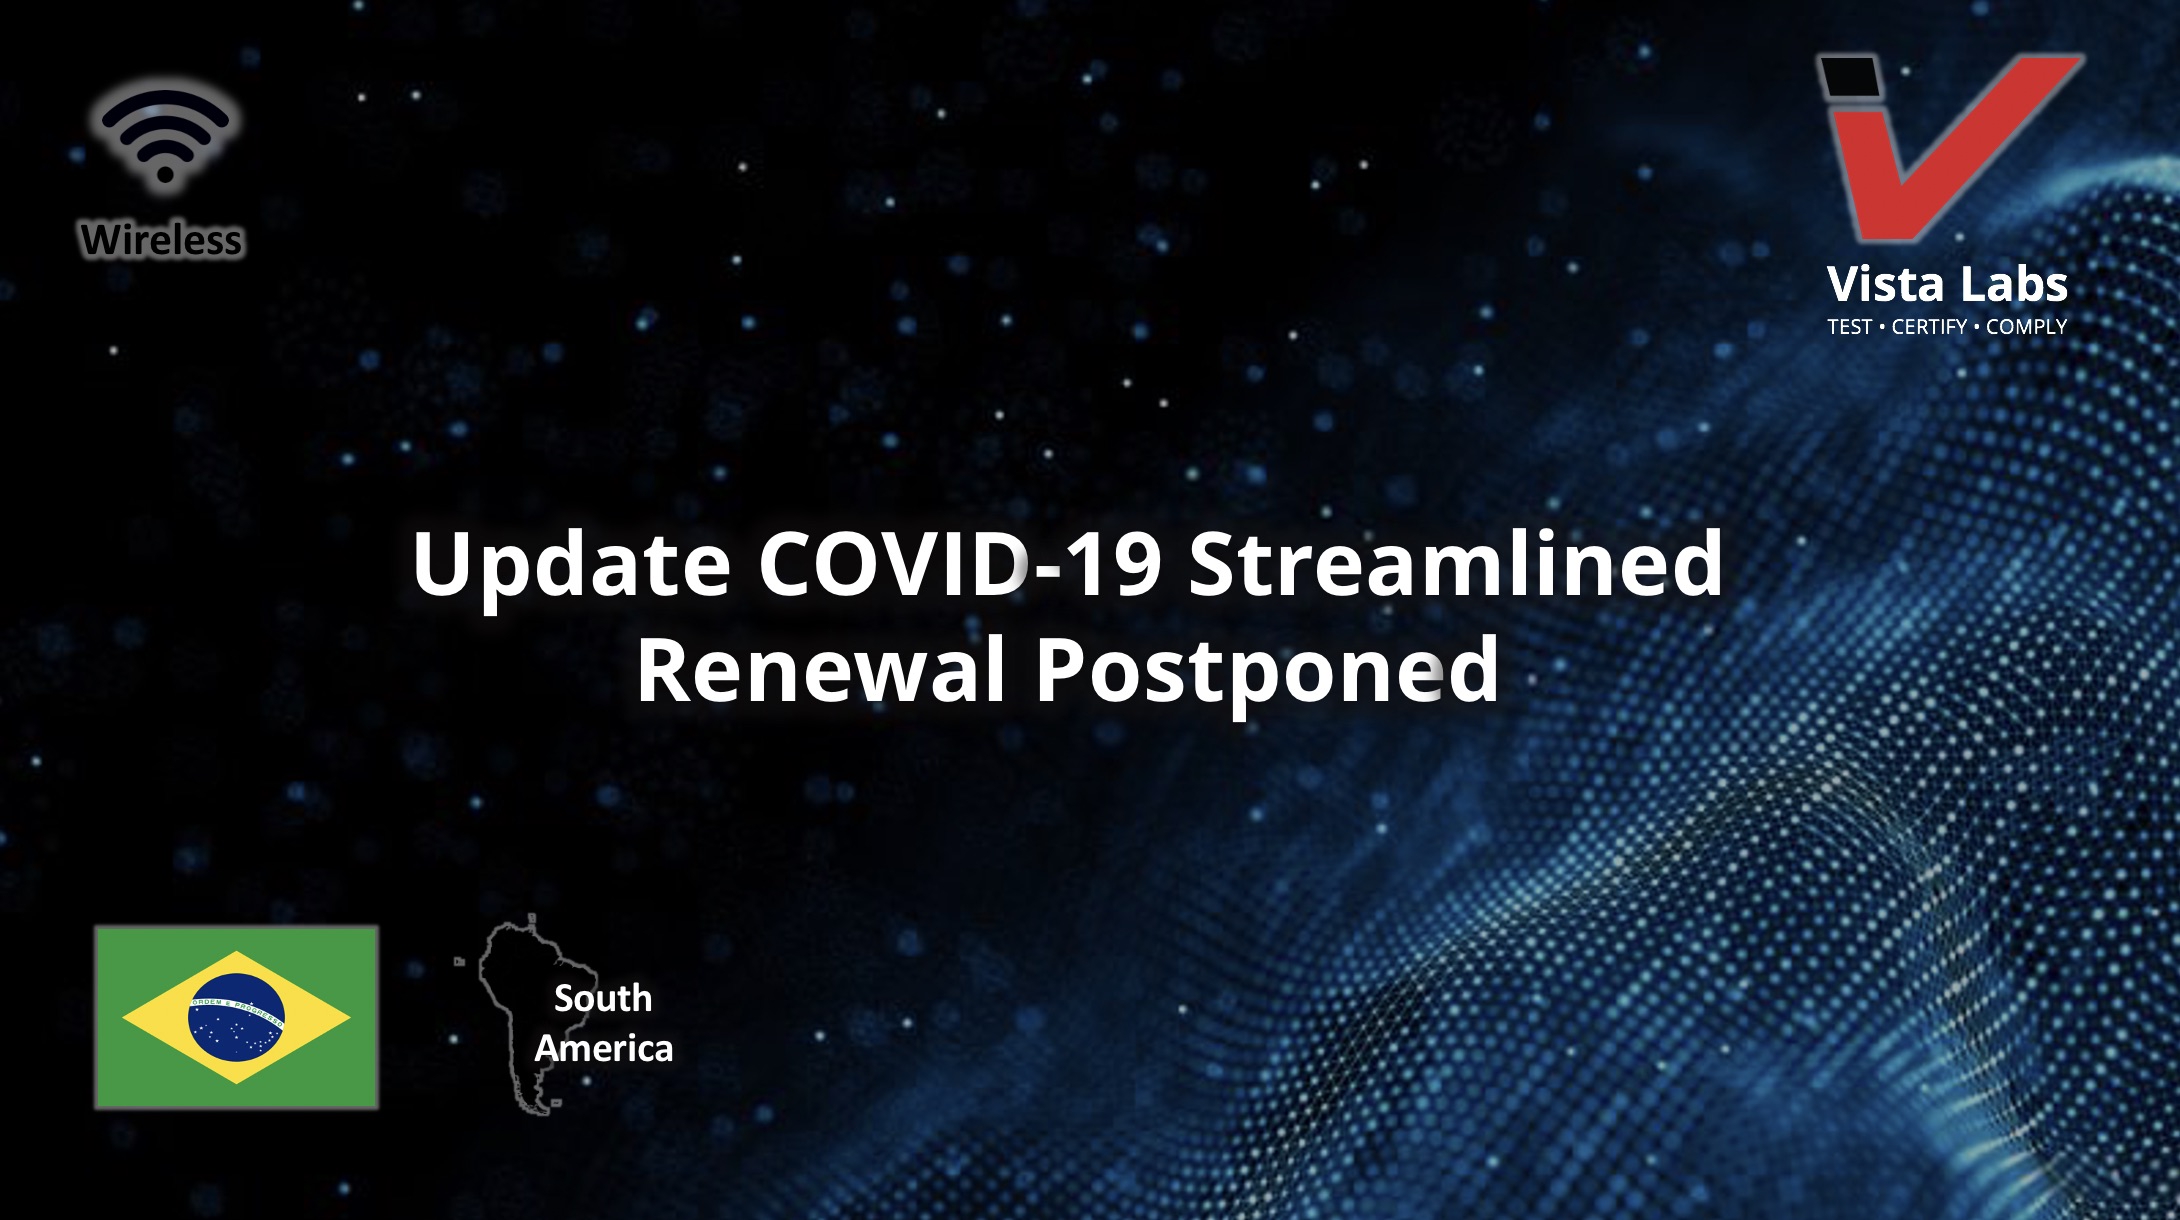 Wireless
Vista Labs
TEST • CERTIFY • COMPLY
Update COVID-19 Streamlined
Renewal Postponed
ORDEM E PROGRESSO
South
America